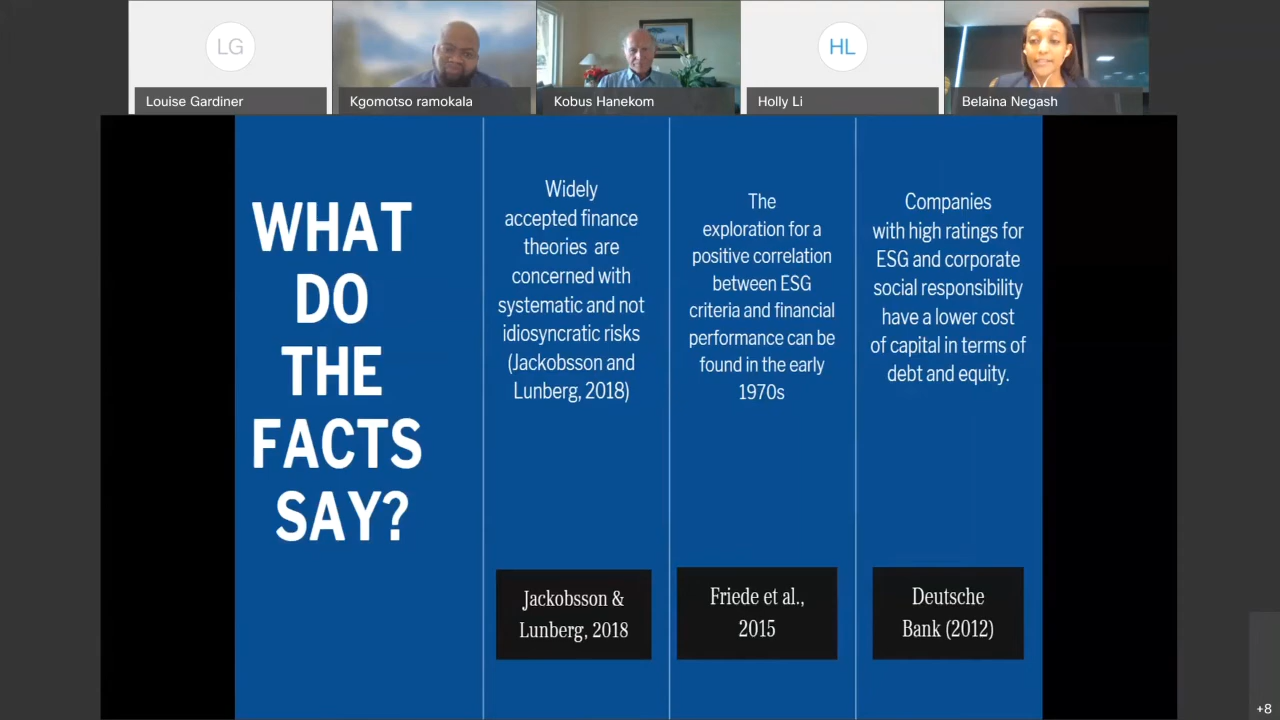 LG
Louise Gardiner
Kgomotso ramokala
Kobus Hanekom
HL
Holly Li
Belaina Negash
WHAT
DO
THE
FACTS
SAY?
Widely
accepted finance
theories are
concerned with
systematic and not
idiosyncratic risks
(Jackobsson and
Lunberg, 2018)
Jackobsson &
Lunberg, 2018
The
exploration for a
positive correlation
between ESG
criteria and financial
performance can be
found in the early
1970s
Friede et al.,
2015
Companies
with high ratings for
ESG and corporate
social responsibility
have a lower cost
of capital in terms of
debt and equity.
Deutsche
Bank (2012)
+8